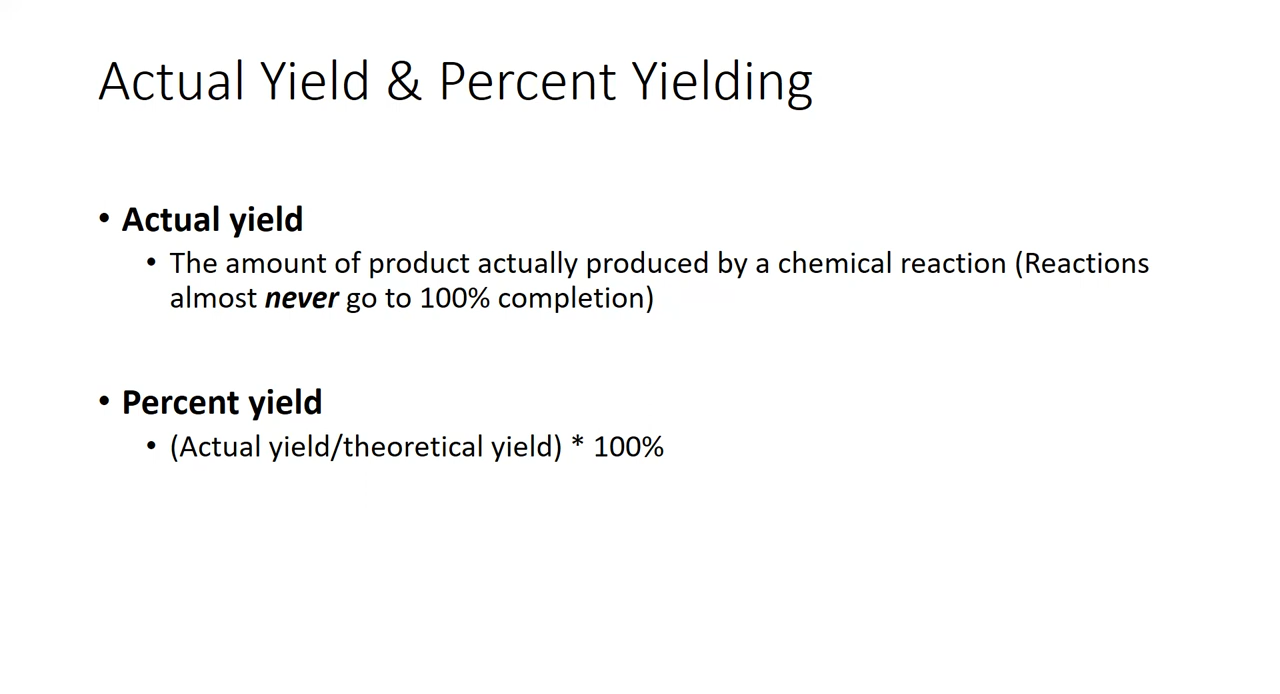 Actual Yield & Percent Yielding
• Actual yield
• The amount of product actually produced by a chemical reaction (Reactions
almost never go to 100% completion)
• Percent yield
• (Actual yield/theoretical yield) * 100%